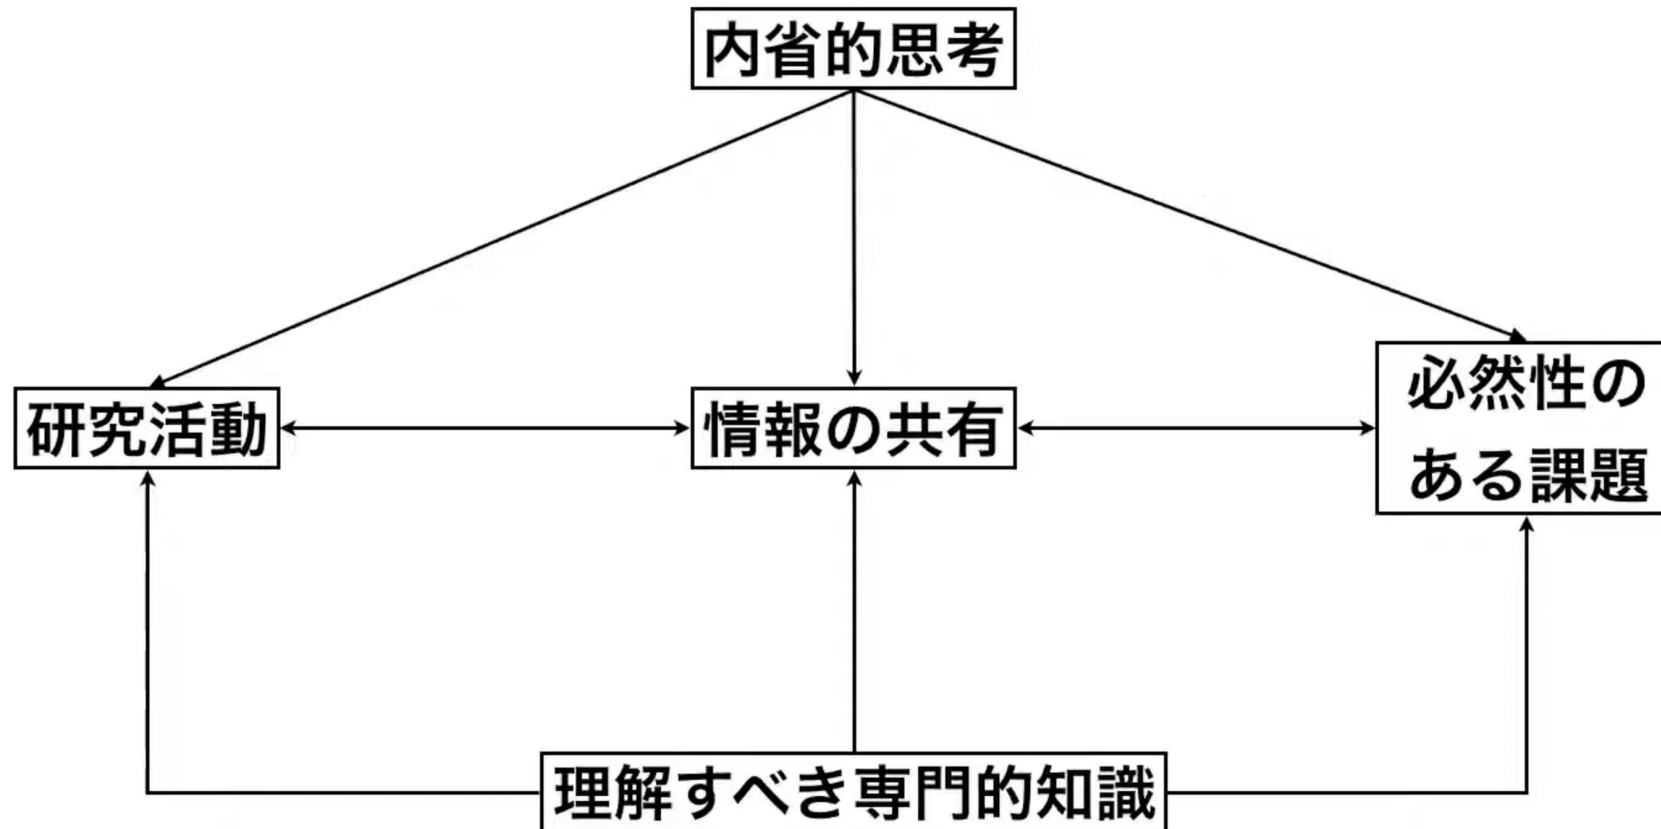 内省的思考
研究活動
情報の共有
必然性の
ある課題
理解すべき専門的知識